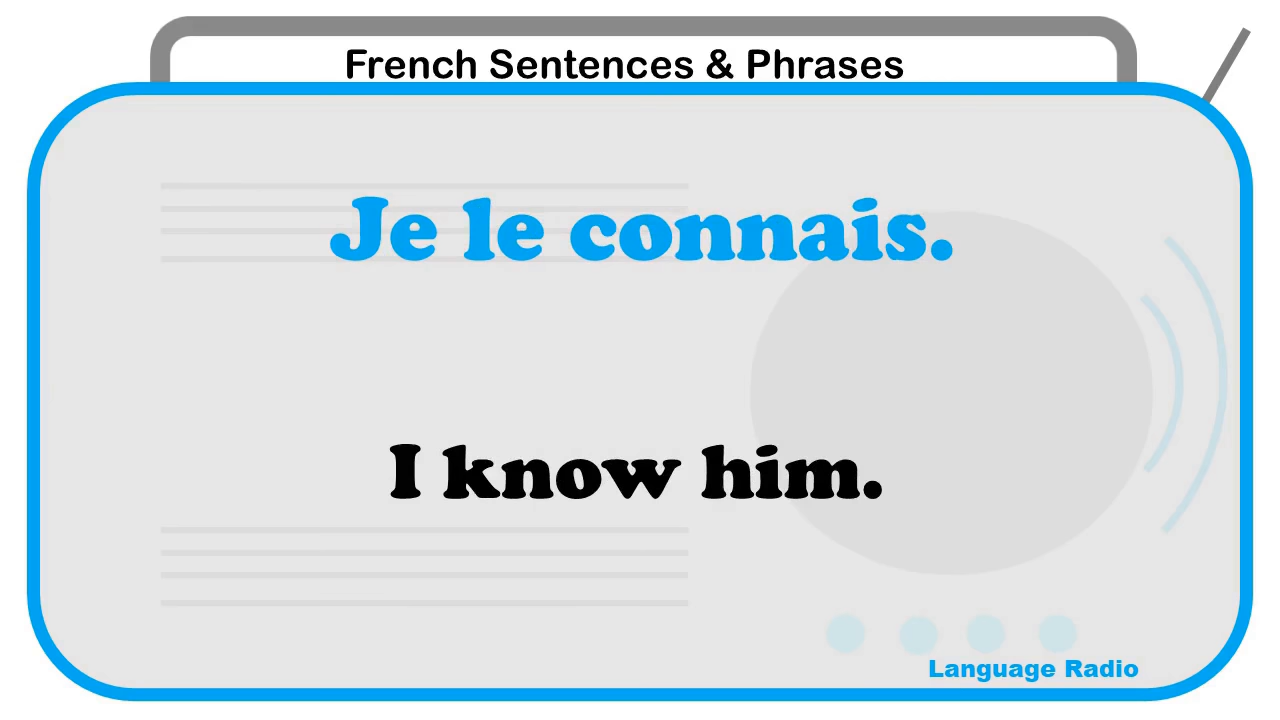 French Sentences & Phrases
Je le connais.
I know him.
Language Radio